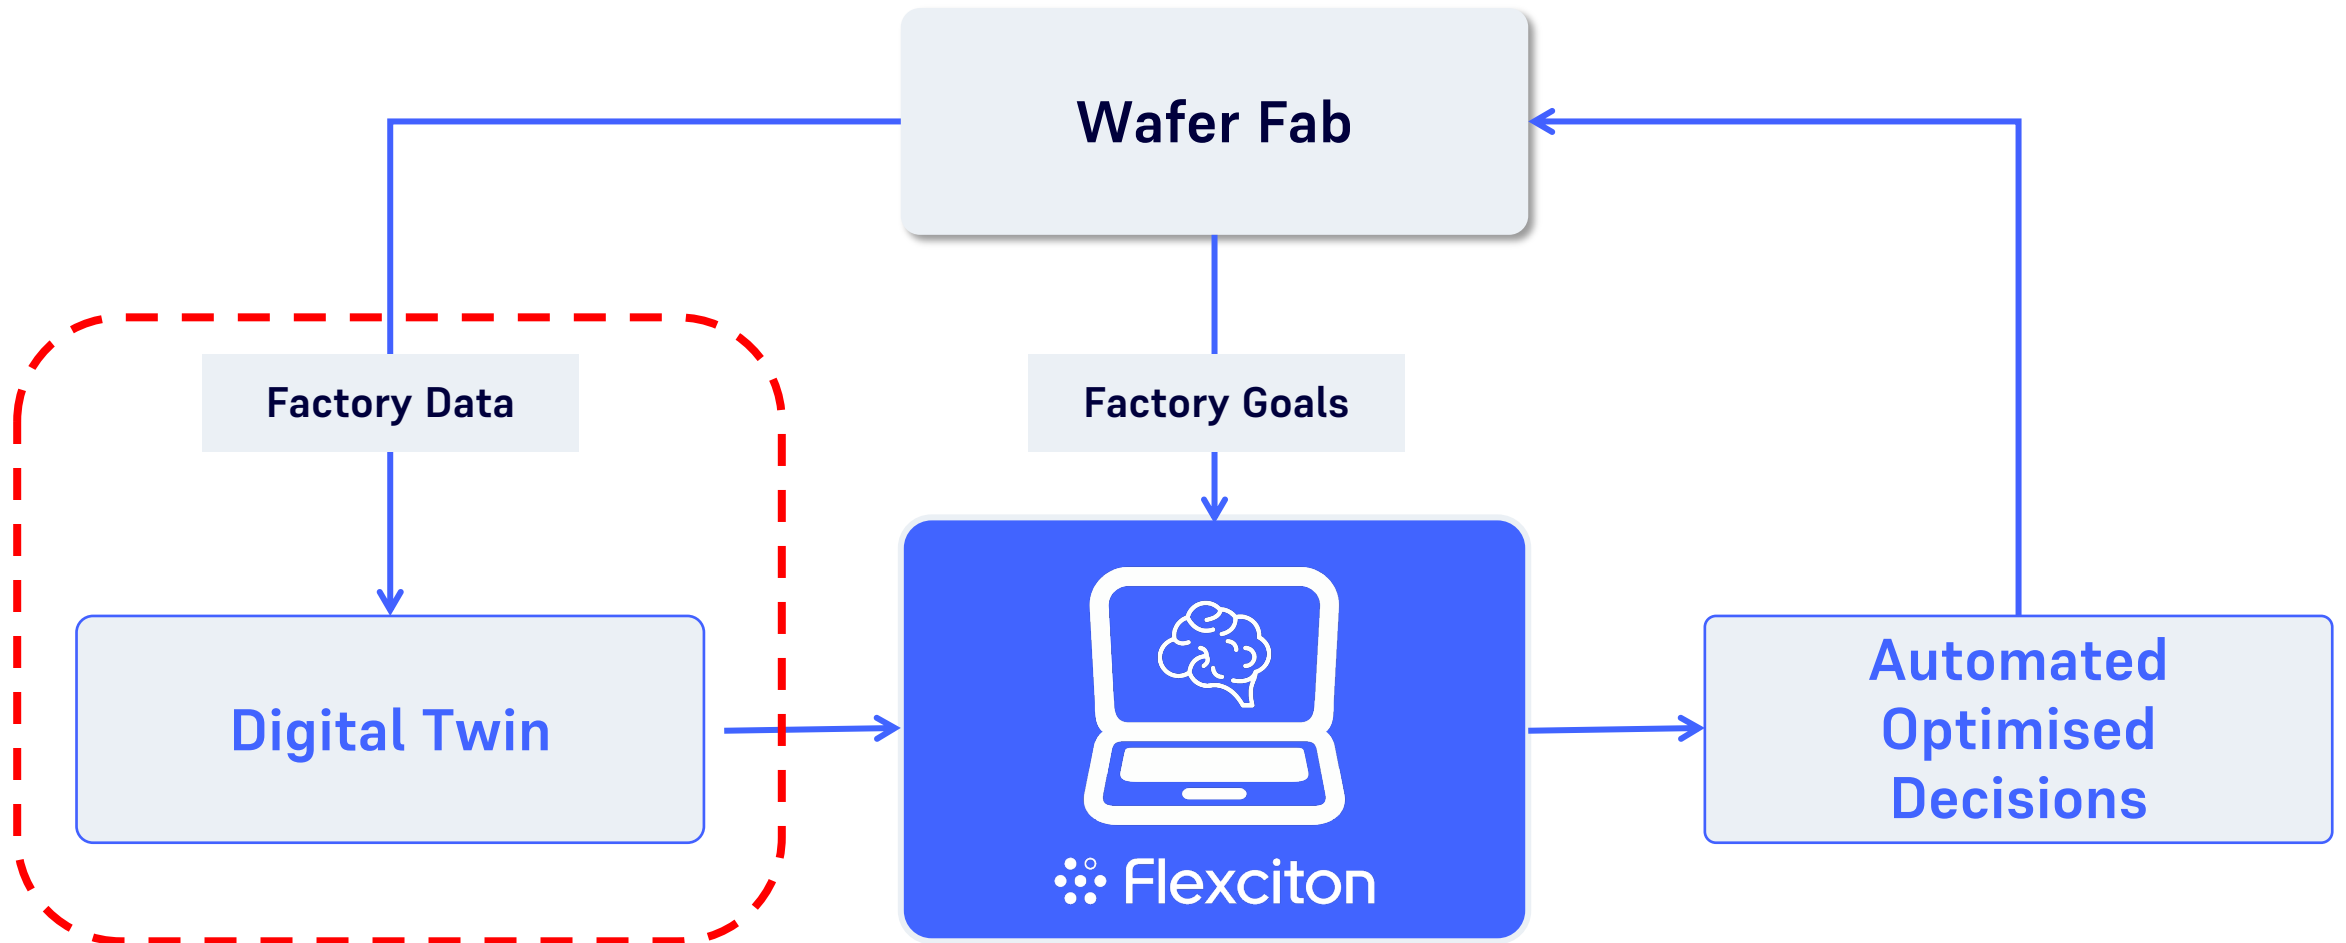 Wafer Fab
Factory Data
Factory Goals
Digital Twin
Flexciton
Automated
Optimised
Decisions